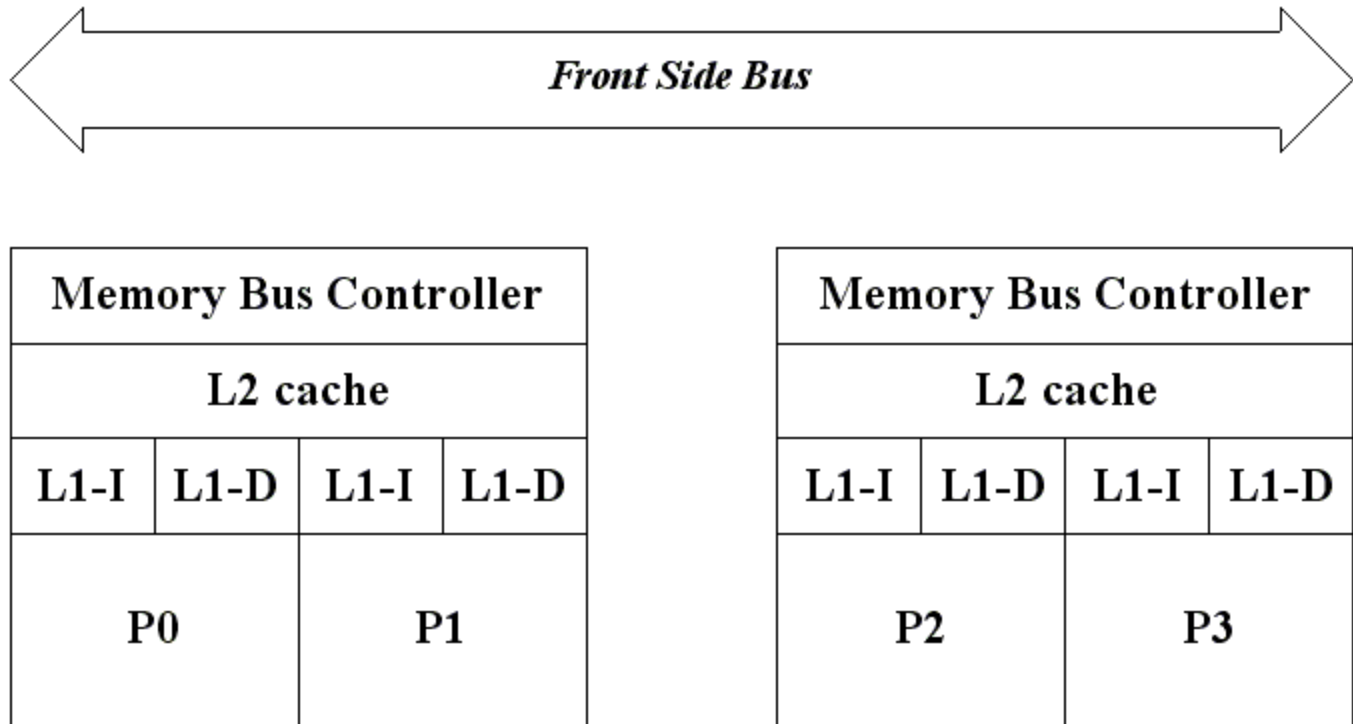 Front Side Bus
Memory Bus Controller
L2 cache
L1-I L1-D L1-I L1-D
P0 P1
Memory Bus Controller
L2 cache
L1-I L1-D L1-I L1-D
P2 P3